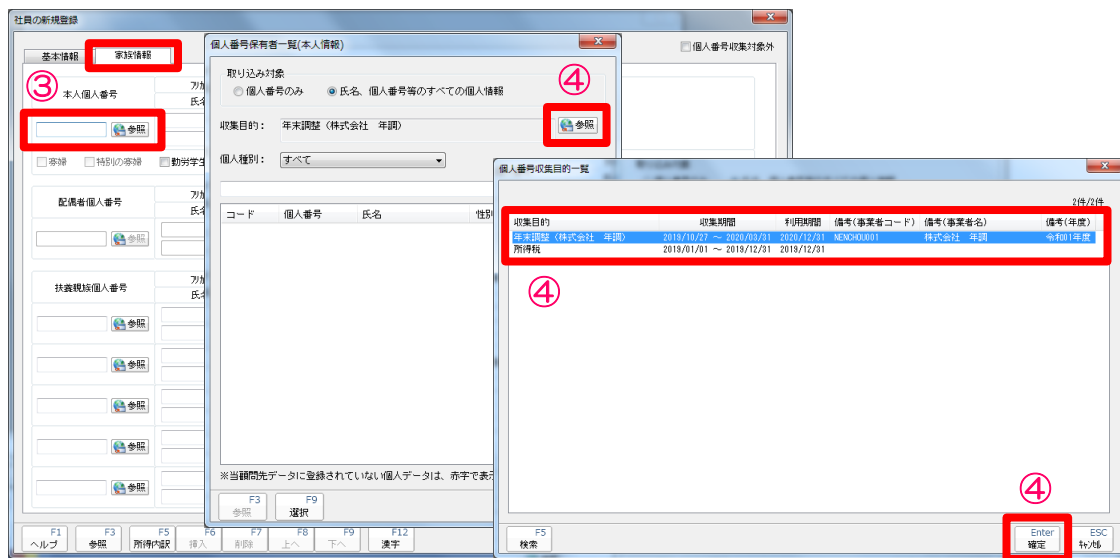 社員の新規登録
基本情報
家族情報
個人番号収集対象外
③
本人個人番号
参照
寡婦
特別の寡婦
勤労学生
配偶者個人番号
参照
扶養親族個人番号
参照
参照
参照
参照
参照
F1 ヘルプ
F3 参照
F5 所得内訳
F6 挿入
F7 削除
F8 上へ
F9 下へ
F12 漢字
個人番号保有者一覧(本人情報)
取り込み対象
個人番号のみ
氏名、個人番号等のすべての個人情報
④
収集目的: 年末調整（株式会社 年調）
参照
個人種別: すべて
コード 個人番号 氏名 性別
※当顧問先データに登録されていない個人データは、赤字で表示
F3 参照
F9 選択
個人番号収集目的一覧
2件/2件
収集目的 収集期間 利用期間 備考(事業者コード) 備考(事業者名) 備考(年度)
年末調整（株式会社 年調） 2019/10/27 ～ 2020/03/31 2020/12/31 NENCHOU001 株式会社 年調 令和01年度
所得税 2019/01/01 ～ 2019/12/31 2019/12/31
④
④
F5 検索
Enter 確定
ESC ｷｬﾝｾﾙ